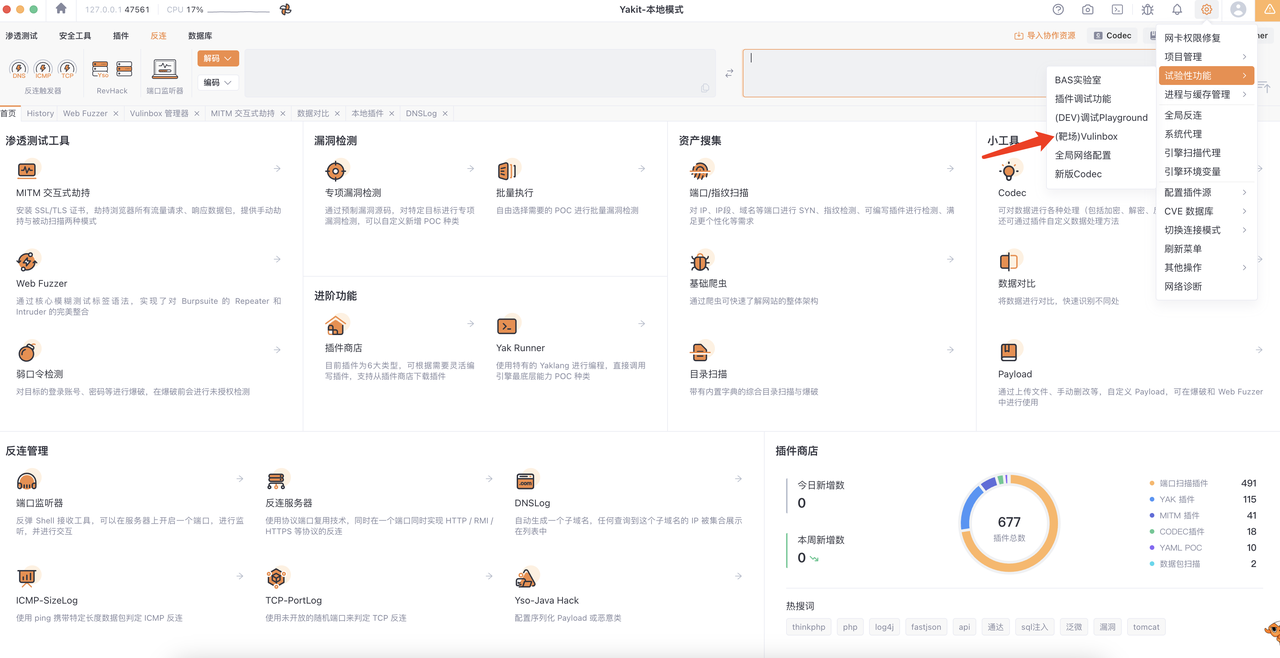 127.0.0.1 47561
CPU 17%
Yakit-本地模式
渗透测试 安全工具 插件 反连 数据库
导入协作资源
Codec
ner
DNS ICMP TCP
反连触发器
Yso
RevHack
端口监听器
解码
编码
首页 History Web Fuzzer × Vulinbox 管理器 × MITM 交互式劫持 × 数据对比 × 本地插件 × DNSLog ×
网卡权限修复
项目管理
试验性功能
进程与缓存管理
全局反连
系统代理
引擎扫描代理
引擎环境变量
配置插件源
CVE 数据库
切换连接模式
刷新菜单
其他操作
网络诊断
BAS实验室
插件调试功能
(DEV)调试Playground
(靶场)Vulinbox
全局网络配置
新版Codec
渗透测试工具
MITM 交互式劫持
安装 SSL/TLS 证书，劫持浏览器所有流量请求、响应数据包，提供手动劫
持与被动扫描两种模式
Web Fuzzer
通过核心模糊测试标签语法，实现了对 Burpsuite 的 Repeater 和
Intruder 的完美整合
弱口令检测
对目标的登录账号、密码等进行爆破，在爆破前会进行未授权检测
漏洞检测
专项漏洞检测
通过预制漏洞源码，对特定目标进行专项
漏洞检测，可以自定义新增 POC 种类
批量执行
自由选择需要的 POC 进行批量漏洞检测
进阶功能
插件商店
目前插件为6大类型，可根据需要灵活编
写插件，支持从插件商店下载插件
Yak Runner
使用特有的 Yaklang 进行编程，直接调用
引擎最底层能力 POC 种类
资产搜集
端口/指纹扫描
对 IP、IP段、域名等端口进行 SYN、指纹检测，可编写插件进行检测、满
足更个性化等需求
基础爬虫
通过爬虫可快速了解网站的整体架构
目录扫描
带有内置字典的综合目录扫描与爆破
小工具
Codec
可对数据进行各种处理（包括加密、解密、
还可通过插件自定义数据处理方法
数据对比
将数据进行对比，快速识别不同处
Payload
通过上传文件、手动删改等，自定义 Payload，可在爆破和 Web Fuzzer
中进行使用
反连管理
端口监听器
反弹 Shell 接收工具，可以在服务器上开启一个端口，进行监
听，并进行交互
反连服务器
使用协议端口复用技术，同时在一个端口同时实现 HTTP / RMI /
HTTPS 等协议的反连
DNSLog
自动生成一个子域名，任何查询到这个子域名的 IP 被集合展示
在列表中
ICMP-SizeLog
使用 ping 携带特定长度数据包判定 ICMP 反连
TCP-PortLog
使用未开放的随机端口来判定 TCP 反连
Yso-Java Hack
配置序列化 Payload 或恶意类
插件商店
今日新增数
0
本周新增数
0
677
插件总数
端口扫描插件 491
YAK 插件 115
MITM 插件 41
CODEC插件 18
YAML POC 10
数据包扫描 2
热搜词
thinkphp php log4j fastjson api 通达 sql注入 泛微 漏洞 tomcat